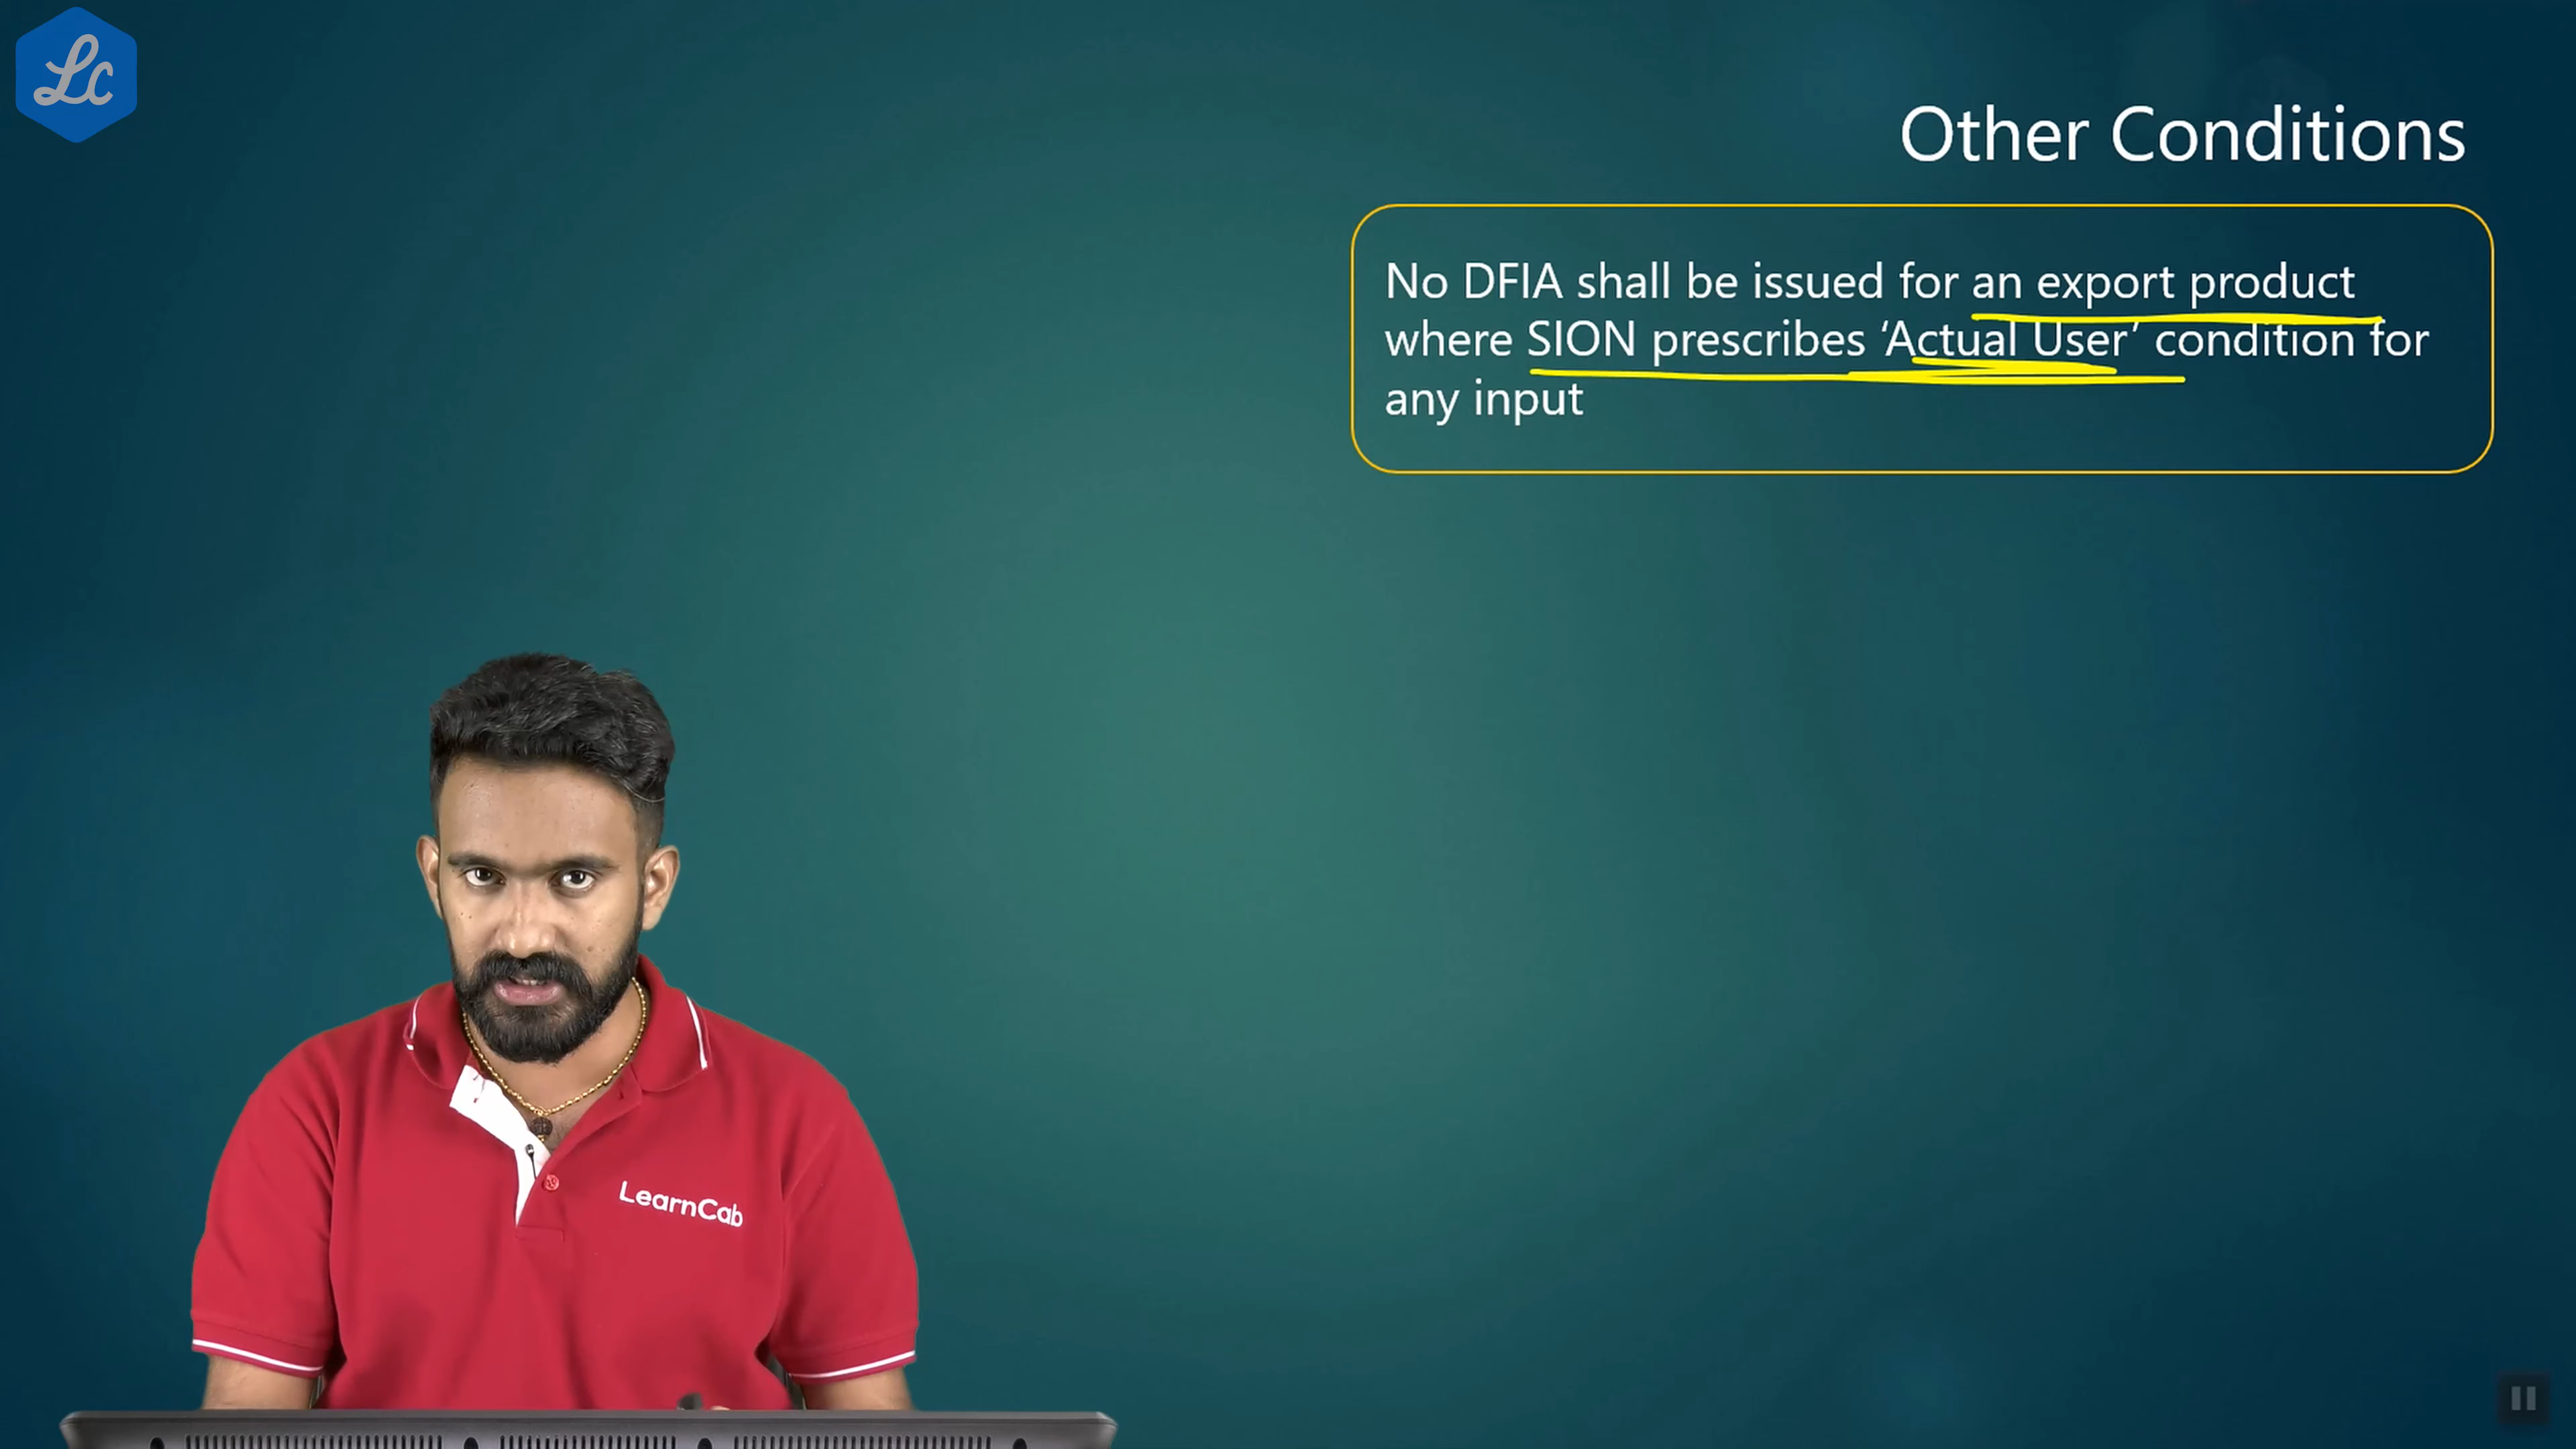 Lc
Other Conditions
No DFIA shall be issued for an export product
where SION prescribes ‘Actual User’ condition for
any input
LearnCab